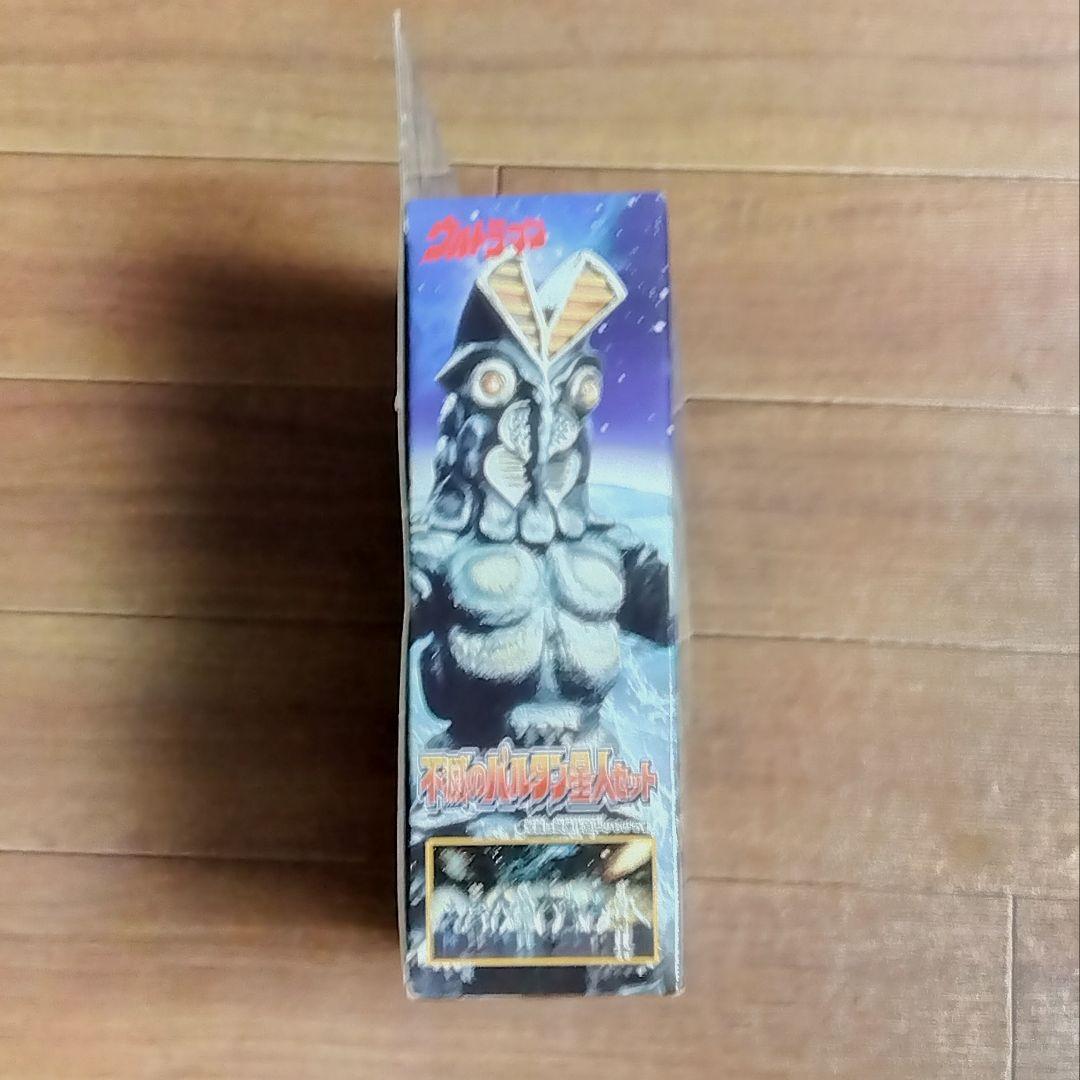 ウルトラマン
不滅のバルタン星人セット